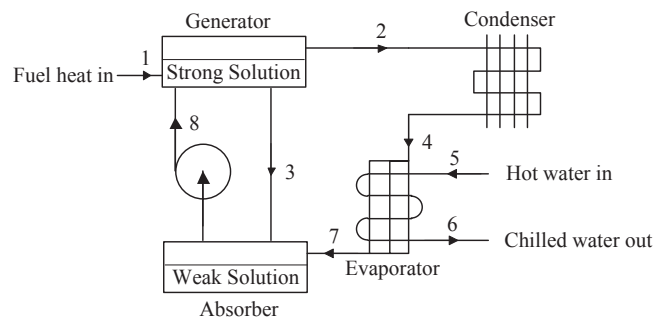 Generator
Condenser
1
2
Fuel heat in
Strong Solution
8
3
4
5
Hot water in
6
Chilled water out
7
Evaporator
Weak Solution
Absorber